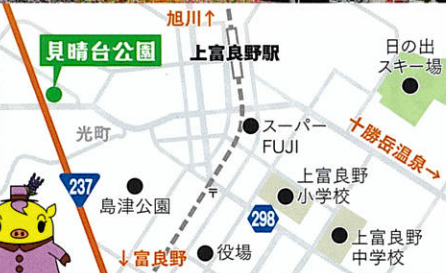 旭川↑
見晴台公園
上富良野駅
日の出
スキー場
光町
スーパー
FUJI
十勝岳温泉→
237
島津公園
〒
上富良野
小学校
298
上富良野
中学校
↓富良野
役場